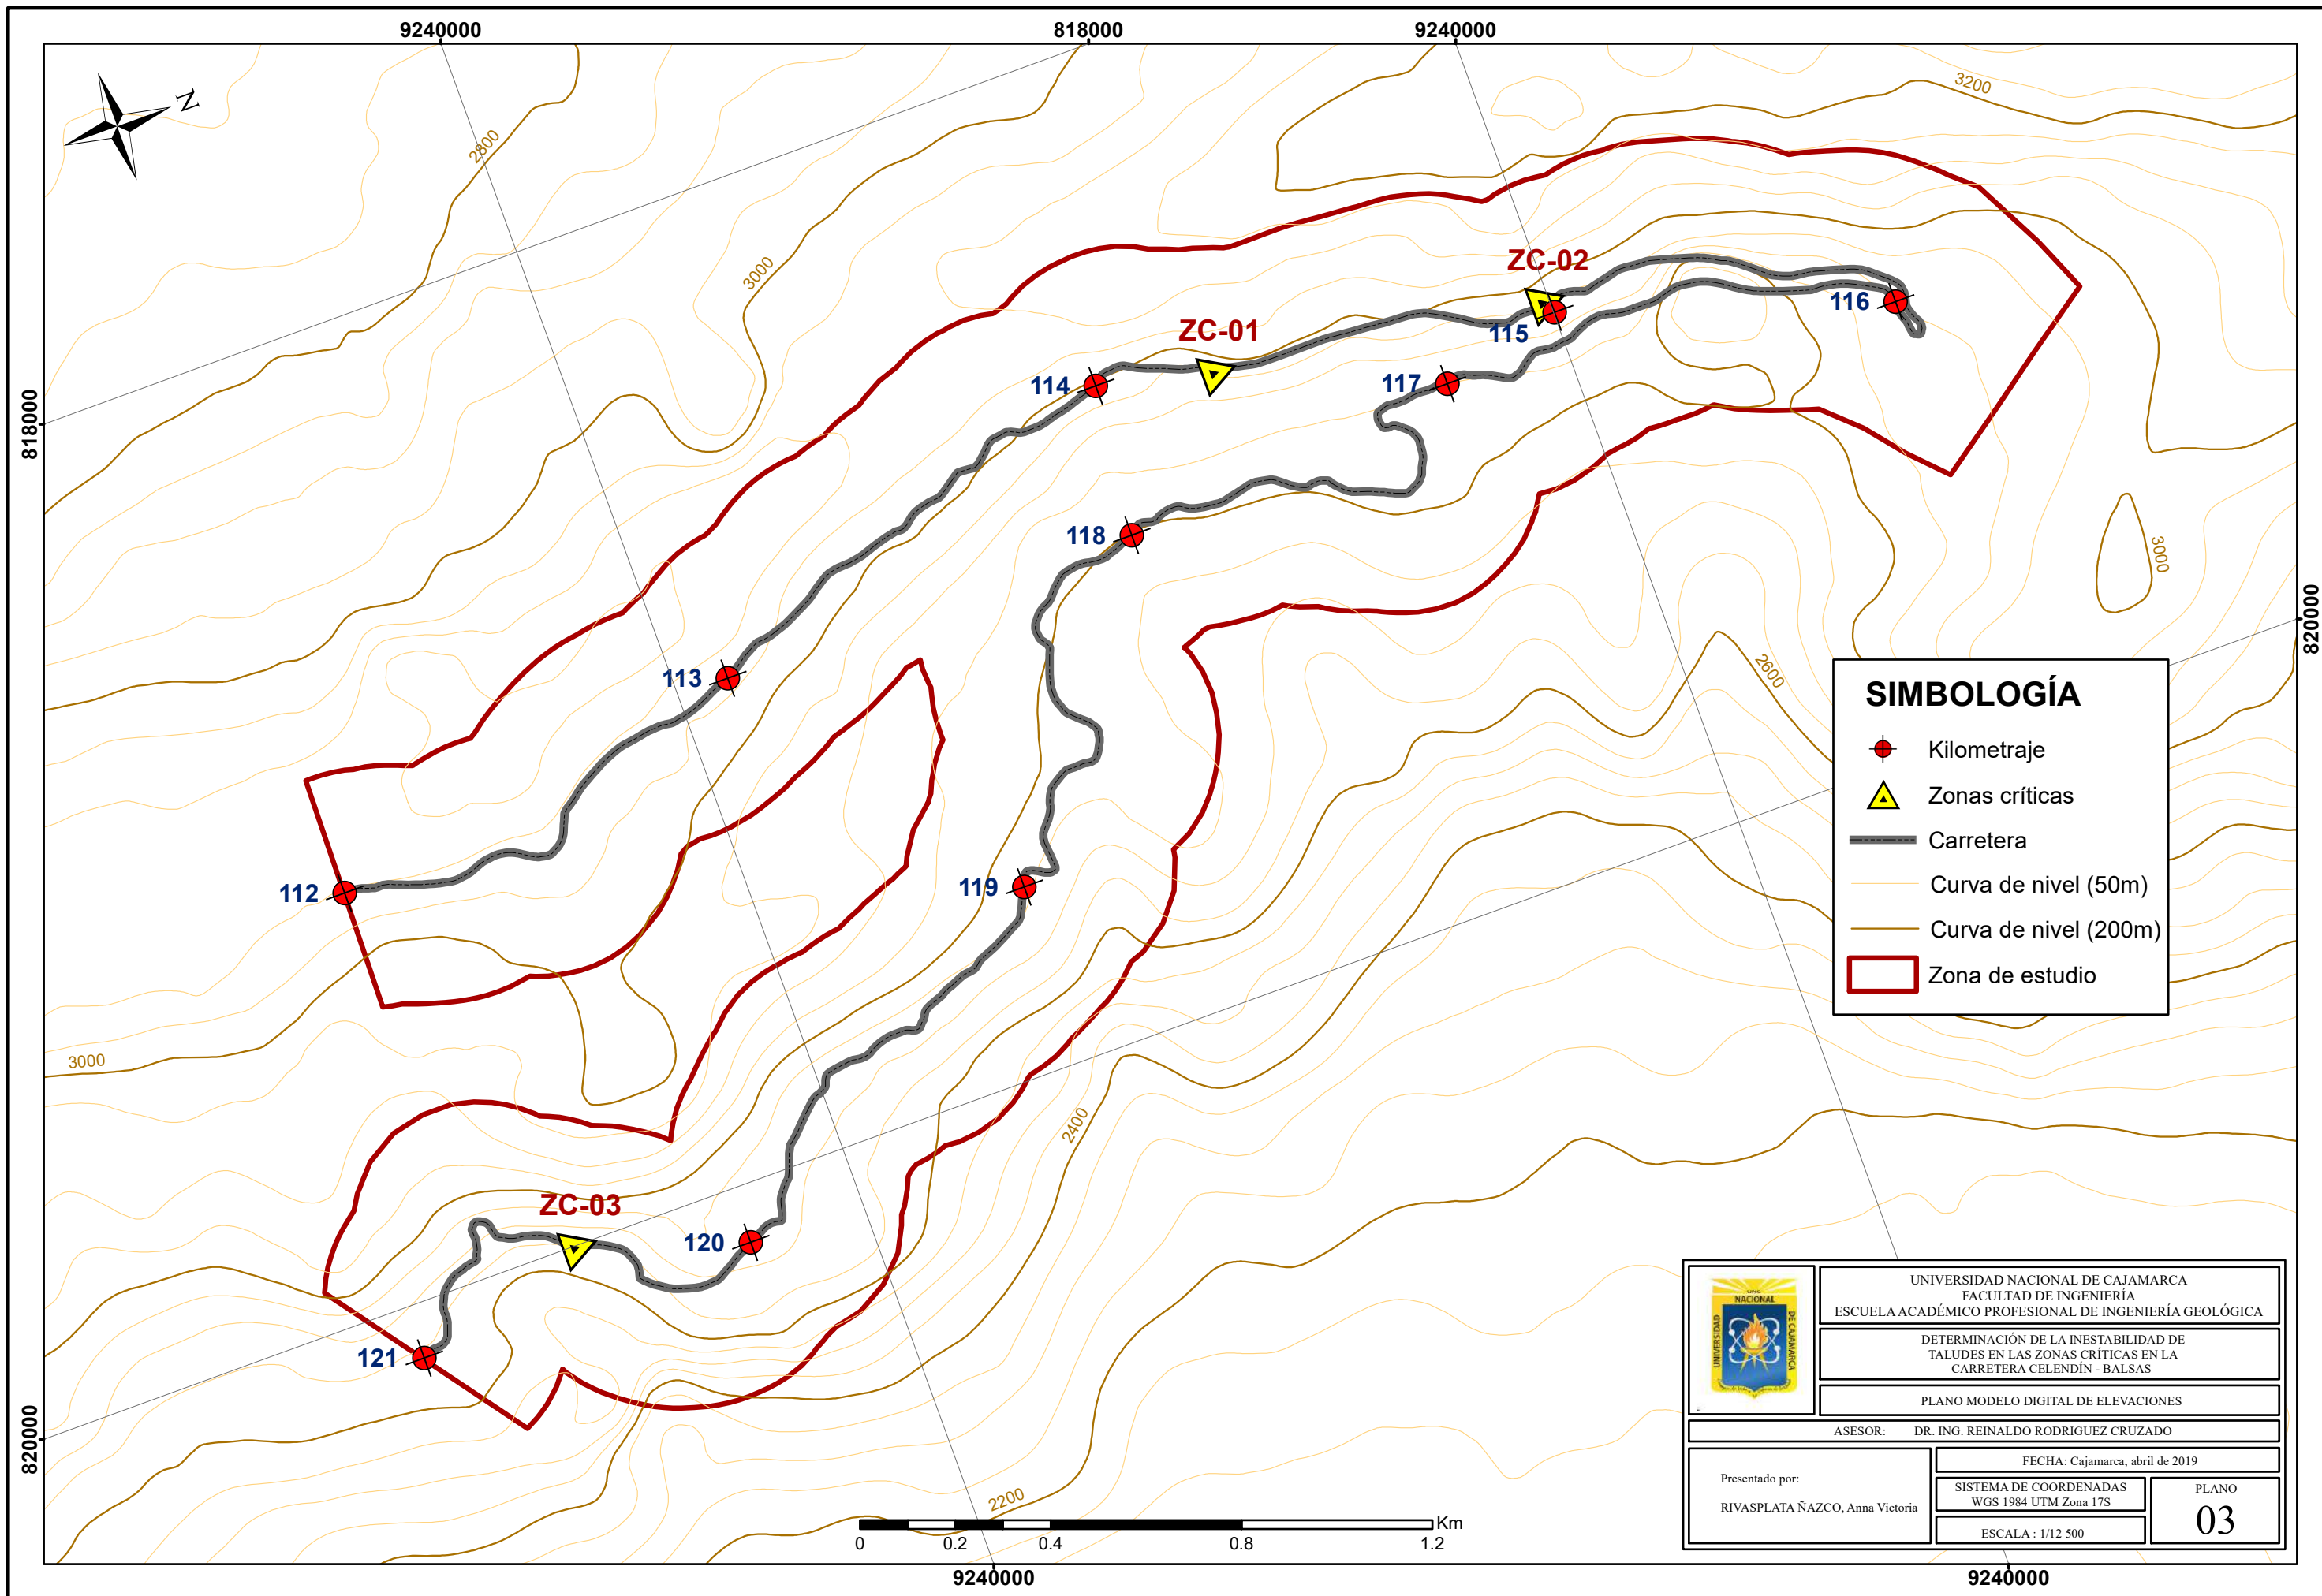 9240000
818000
9240000
N
3200
2800
3000
ZC-02
116
ZC-01
115
114
117
818000
118
3000
820000
113
2600
SIMBOLOGÍA
Kilometraje
Zonas críticas
Carretera
Curva de nivel (50m)
Curva de nivel (200m)
Zona de estudio
112
119
3000
2400
ZC-03
120
121
820000
2200
Km
0 0.2 0.4 0.8 1.2
9240000
9240000
NACIONAL
UNIVERSIDAD
DE CAJAMARCA
UNIVERSIDAD NACIONAL DE CAJAMARCA
FACULTAD DE INGENIERÍA
ESCUELA ACADÉMICO PROFESIONAL DE INGENIERÍA GEOLÓGICA
DETERMINACIÓN DE LA INESTABILIDAD DE
TALUDES EN LAS ZONAS CRÍTICAS EN LA
CARRETERA CELENDÍN - BALSAS
PLANO MODELO DIGITAL DE ELEVACIONES
ASESOR: DR. ING. REINALDO RODRIGUEZ CRUZADO
Presentado por:
RIVASPLATA ÑAZCO, Anna Victoria
FECHA: Cajamarca, abril de 2019
SISTEMA DE COORDENADAS
WGS 1984 UTM Zona 17S
ESCALA : 1/12 500
PLANO
03